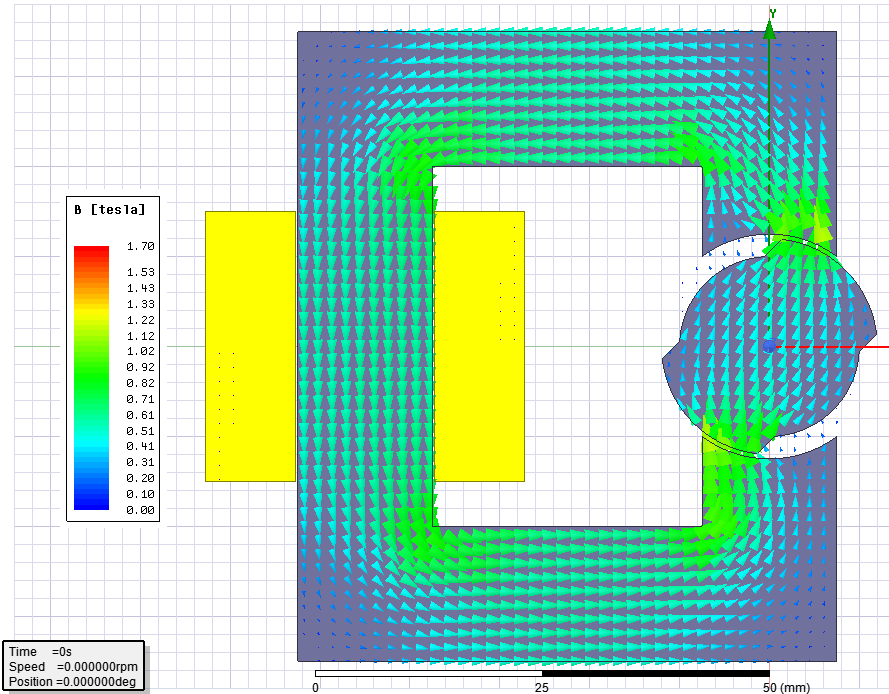 Y
B [tesla]
1.70
1.53
1.43
1.33
1.22
1.12
1.02
0.92
0.82
0.71
0.61
0.51
0.41
0.31
0.20
0.10
0.00
Time =0s
Speed =0.000000rpm
Position =0.000000deg
0 25 50 (mm)